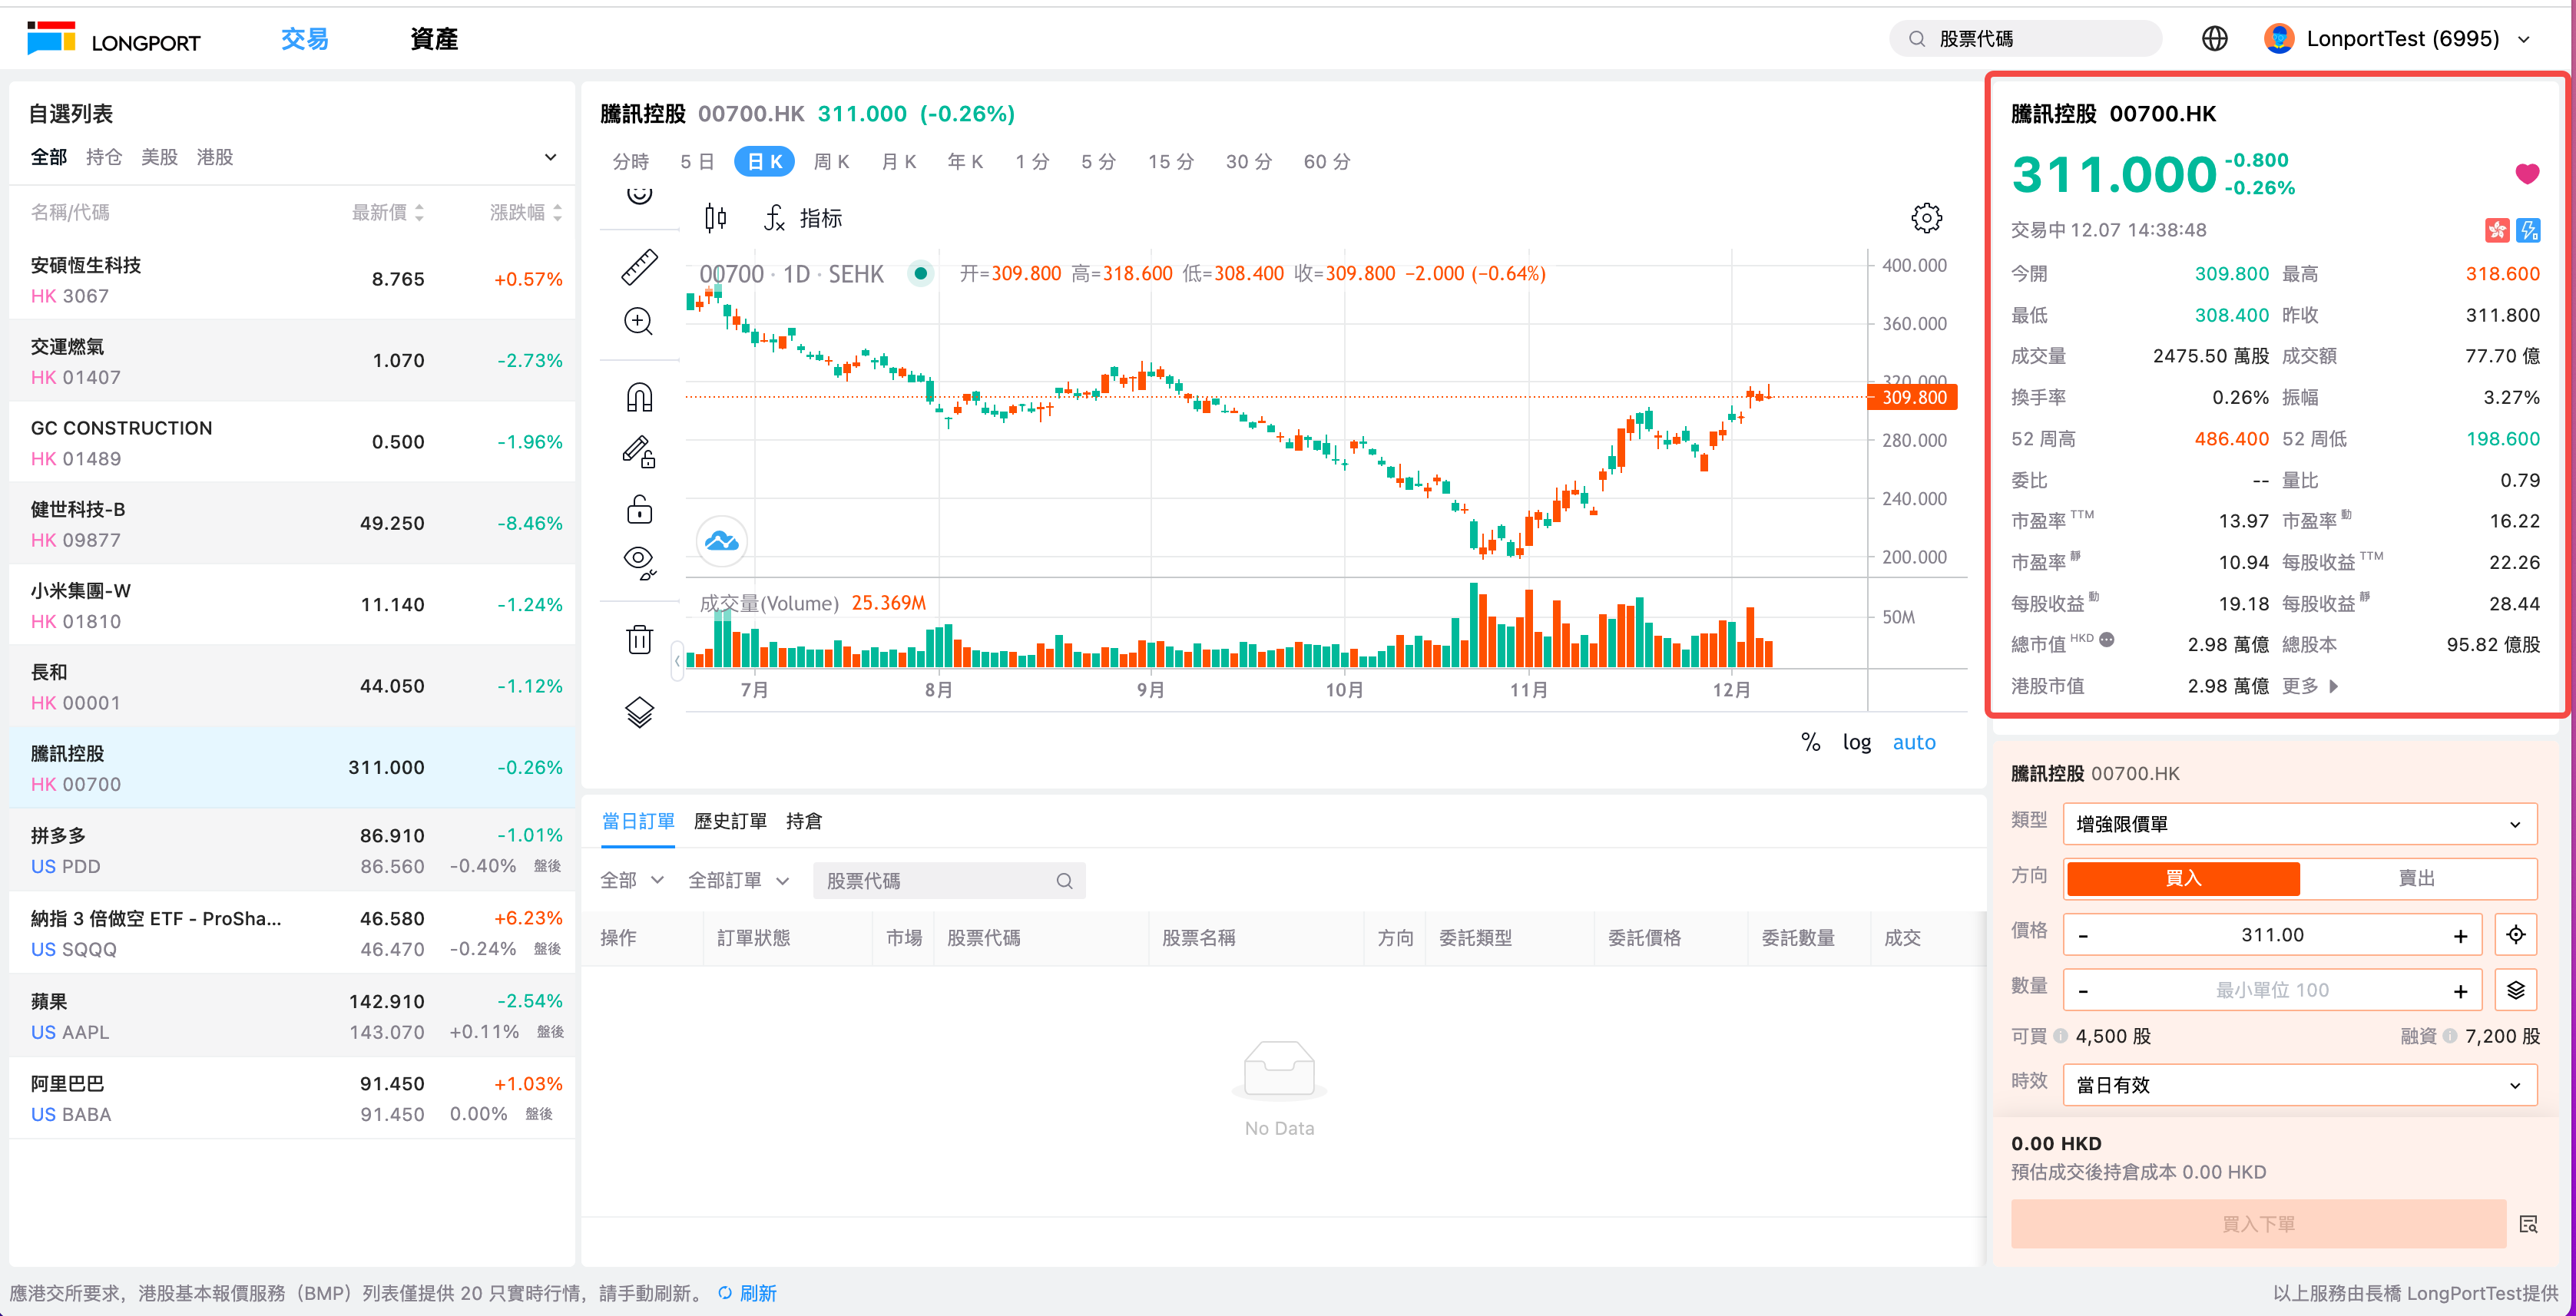 LONGPORT 交易 資產 股票代碼 LonportTest (6995)
自選列表
全部 持仓 美股 港股
名稱/代碼 最新價 漲跌幅
安碩恆生科技 8.765 +0.57%
HK 3067
交運燃氣 1.070 -2.73%
HK 01407
GC CONSTRUCTION 0.500 -1.96%
HK 01489
健世科技-B 49.250 -8.46%
HK 09877
小米集團-W 11.140 -1.24%
HK 01810
長和 44.050 -1.12%
HK 00001
騰訊控股 311.000 -0.26%
HK 00700
拼多多 86.910 -1.01%
US PDD 86.560 -0.40% 盤後
納指 3 倍做空 ETF - ProSha... 46.580 +6.23%
US SQQQ 46.470 -0.24% 盤後
蘋果 142.910 -2.54%
US AAPL 143.070 +0.11% 盤後
阿里巴巴 91.450 +1.03%
US BABA 91.450 0.00% 盤後
騰訊控股 00700.HK 311.000 (-0.26%)
分時 5 日 日 K 周 K 月 K 年 K 1 分 5 分 15 分 30 分 60 分
指标
00700 · 1D · SEHK 开=309.800 高=318.600 低=308.400 收=309.800 −2.000 (−0.64%)
400.000
360.000
320.000
309.800
280.000
240.000
200.000
成交量(Volume) 25.369M
50M
7月 8月 9月 10月 11月 12月
% log auto
當日訂單 歷史訂單 持倉
全部 全部訂單 股票代碼
操作 訂單狀態 市場 股票代碼 股票名稱 方向 委託類型 委託價格 委託數量 成交
No Data
騰訊控股 00700.HK
311.000 -0.800
-0.26%
交易中 12.07 14:38:48
今開 309.800 最高 318.600
最低 308.400 昨收 311.800
成交量 2475.50 萬股 成交額 77.70 億
換手率 0.26% 振幅 3.27%
52 周高 486.400 52 周低 198.600
委比 -- 量比 0.79
市盈率 TTM 13.97 市盈率 動 16.22
市盈率 靜 10.94 每股收益 TTM 22.26
每股收益 動 19.18 每股收益 靜 28.44
總市值 HKD 2.98 萬億 總股本 95.82 億股
港股市值 2.98 萬億 更多
騰訊控股 00700.HK
類型 增強限價單
方向 買入 賣出
價格 - 311.00 +
數量 - 最小單位 100 +
可買 4,500 股 融資 7,200 股
時效 當日有效
0.00 HKD
預估成交後持倉成本 0.00 HKD
買入下單
應港交所要求，港股基本報價服務（BMP）列表僅提供 20 只實時行情，請手動刷新。 刷新
以上服務由長橋 LongPortTest提供